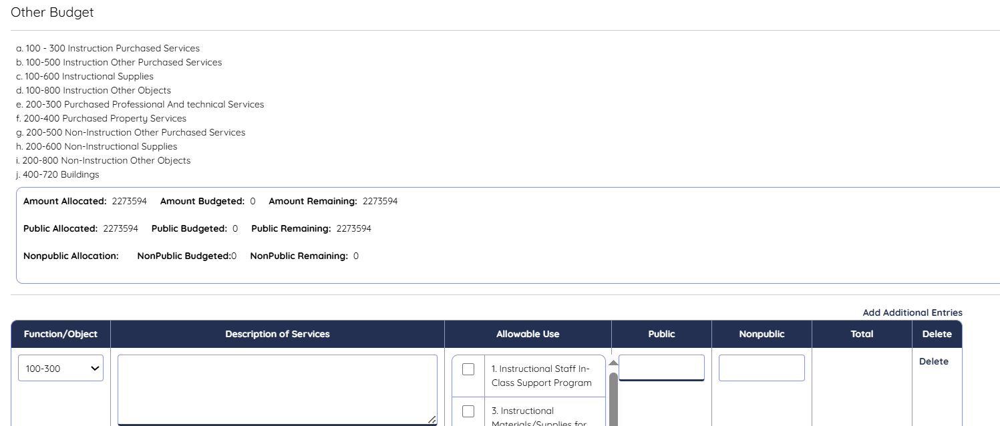 Other Budget
a. 100 - 300 Instruction Purchased Services
b. 100-500 Instruction Other Purchased Services
c. 100-600 Instructional Supplies
d. 100-800 Instruction Other Objects
e. 200-300 Purchased Professional And technical Services
f. 200-400 Purchased Property Services
g. 200-500 Non-Instruction Other Purchased Services
h. 200-600 Non-Instructional Supplies
i. 200-800 Non-Instruction Other Objects
j. 400-720 Buildings
Amount Allocated: 2273594 Amount Budgeted: 0 Amount Remaining: 2273594
Public Allocated: 2273594 Public Budgeted: 0 Public Remaining: 2273594
Nonpublic Allocation: NonPublic Budgeted:0 NonPublic Remaining: 0
Add Additional Entries
Function/Object Description of Services Allowable Use Public Nonpublic Total Delete
100-300
1. Instructional Staff In-
Class Support Program
Delete
3. Instructional
Materials/Supplies for